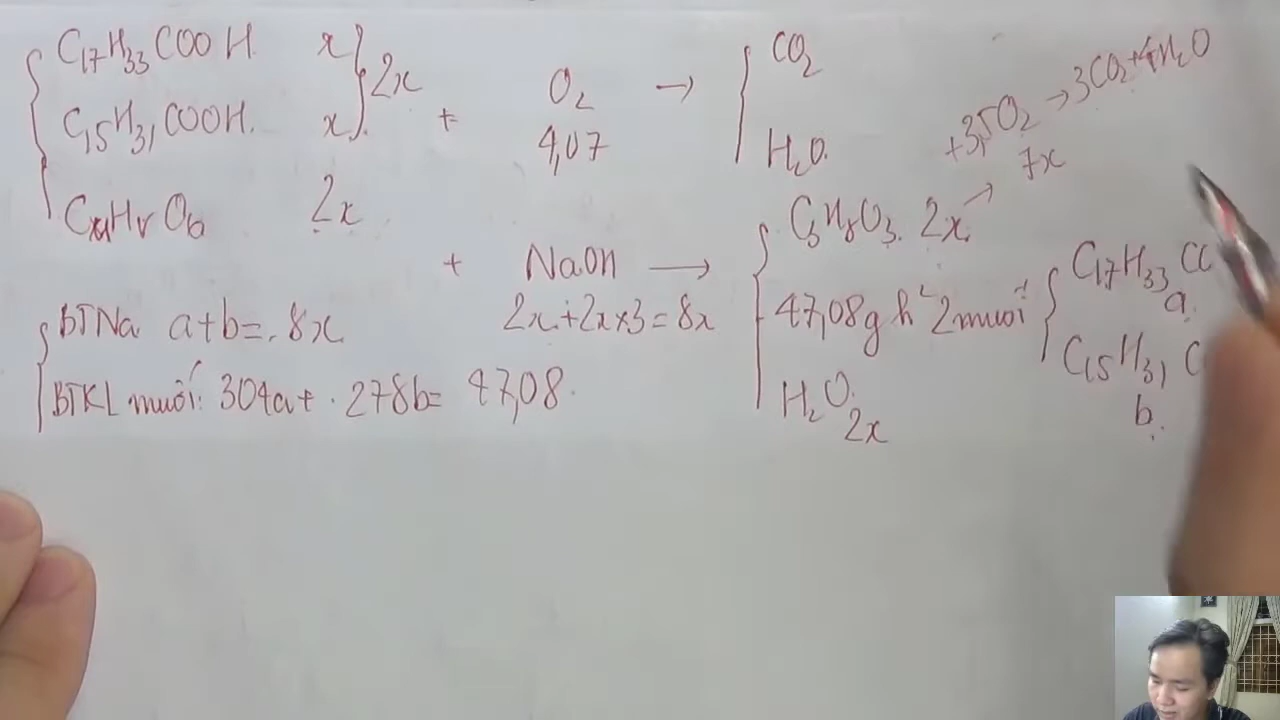 C17H33COOH x
C15H31COOH x
2x
CuHvO6 2x
+ O2 →
4,07
CO2
H2O
+3,5O2 → 3CO2 + 4H2O
7x
+ NaOH →
2x + 2x×3 = 8x
C3H8O3 2x →
47,08g h² 2 muối
H2O
2x
C17H33 C
a
C15H31 C
b
BTNa a+b = 8x
BTKL muối: 304a + 278b = 47,08